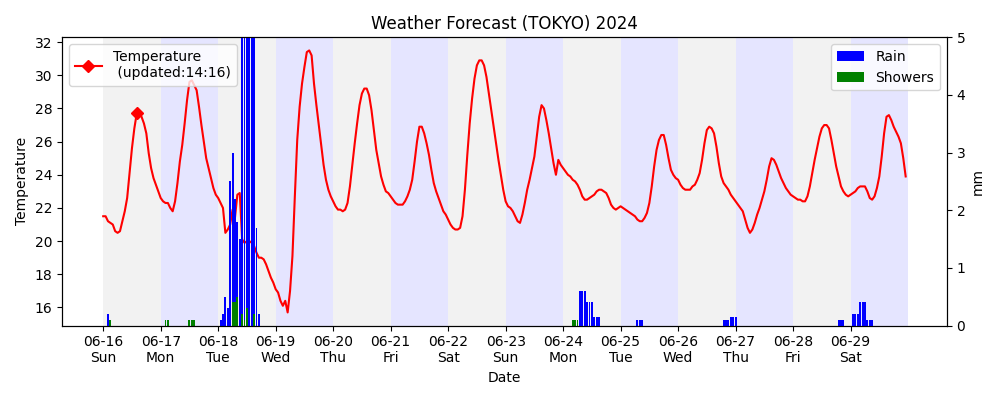 Weather Forecast (TOKYO) 2024
Temperature
(updated:14:16)
Rain
Showers
Temperature
32
30
28
26
24
22
20
18
16
5
4
3
2
1
0
mm
06-16 06-17 06-18 06-19 06-20 06-21 06-22 06-23 06-24 06-25 06-26 06-27 06-28 06-29
Sun Mon Tue Wed Thu Fri Sat Sun Mon Tue Wed Thu Fri Sat
Date